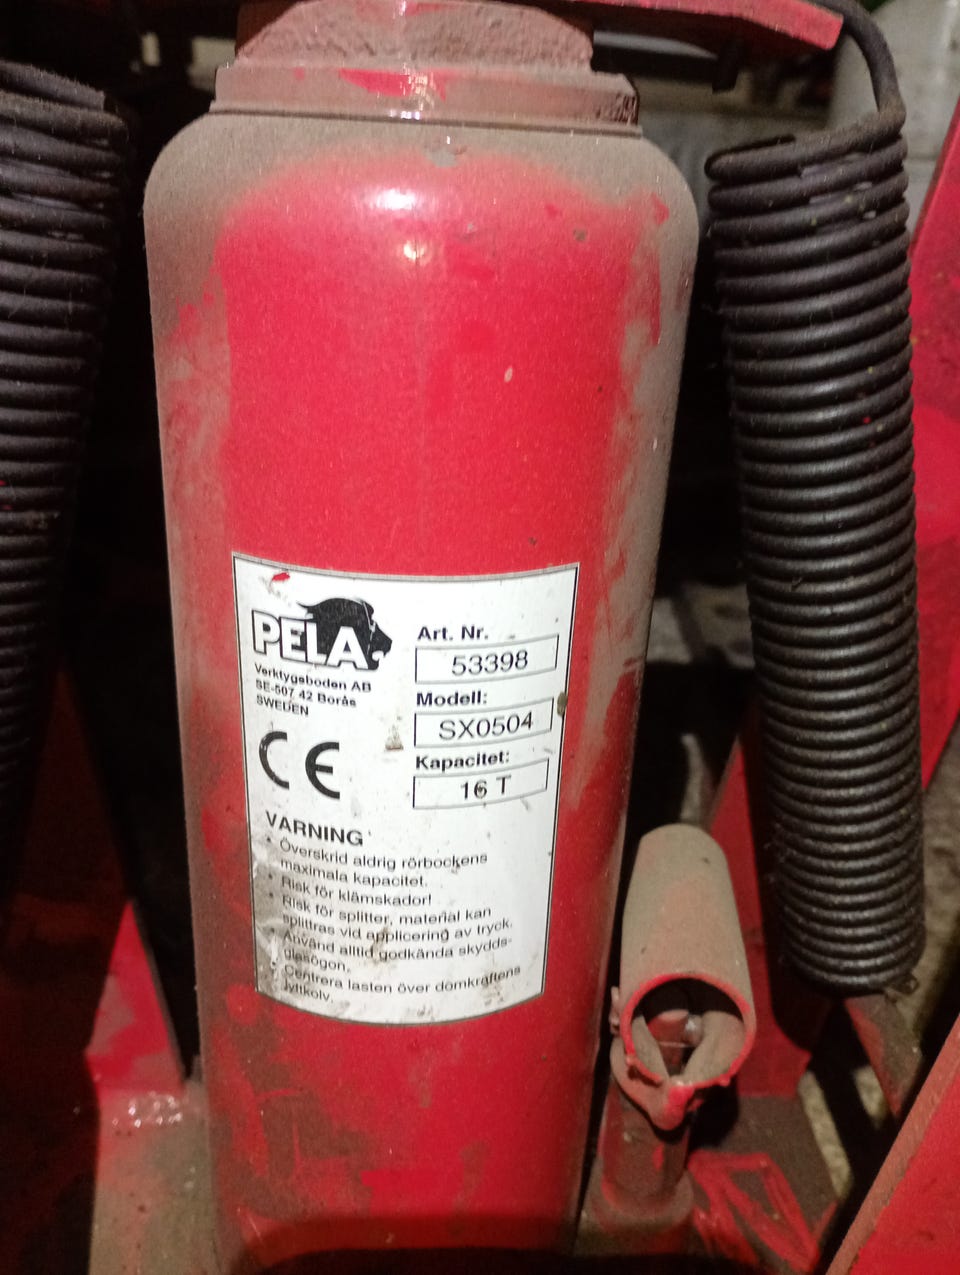 PELA
Verktygsboden AB
SE-507 42 Borås
SWEDEN
Art. Nr.
53398
Modell:
SX0504
Kapacitet:
16 T
CE
VARNING
• Överskrid aldrig rörbockens
maximala kapacitet.
• Risk för klämskador!
• Risk för splitter, material kan
splittras vid applicering av tryck.
• Använd alltid godkända skydds-
glasögon.
• Centrera lasten över domkraftens
lyftkolv.